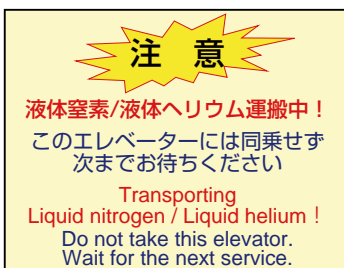 注 意
液体窒素/液体ヘリウム運搬中！
このエレベーターには同乗せず
次までお待ちください
Transporting
Liquid nitrogen / Liquid helium！
Do not take this elevator.
Wait for the next service.